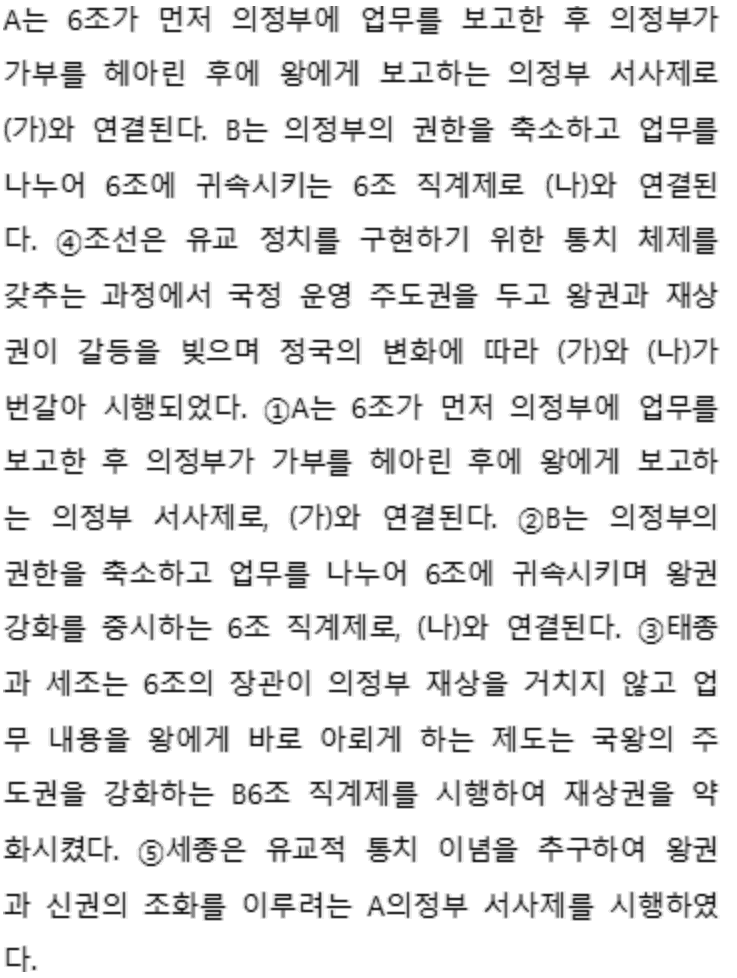 A는 6조가 먼저 의정부에 업무를 보고한 후 의정부가
가부를 헤아린 후에 왕에게 보고하는 의정부 서사제로
(가)와 연결된다. B는 의정부의 권한을 축소하고 업무를
나누어 6조에 귀속시키는 6조 직계제로 (나)와 연결된
다. ④조선은 유교 정치를 구현하기 위한 통치 체제를
갖추는 과정에서 국정 운영 주도권을 두고 왕권과 재상
권이 갈등을 빚으며 정국의 변화에 따라 (가)와 (나)가
번갈아 시행되었다. ①A는 6조가 먼저 의정부에 업무를
보고한 후 의정부가 가부를 헤아린 후에 왕에게 보고하
는 의정부 서사제로, (가)와 연결된다. ②B는 의정부의
권한을 축소하고 업무를 나누어 6조에 귀속시키며 왕권
강화를 중시하는 6조 직계제로, (나)와 연결된다. ③태종
과 세조는 6조의 장관이 의정부 재상을 거치지 않고 업
무 내용을 왕에게 바로 아뢰게 하는 제도는 국왕의 주
도권을 강화하는 B6조 직계제를 시행하여 재상권을 약
화시켰다. ⑤세종은 유교적 통치 이념을 추구하여 왕권
과 신권의 조화를 이루려는 A의정부 서사제를 시행하였
다.